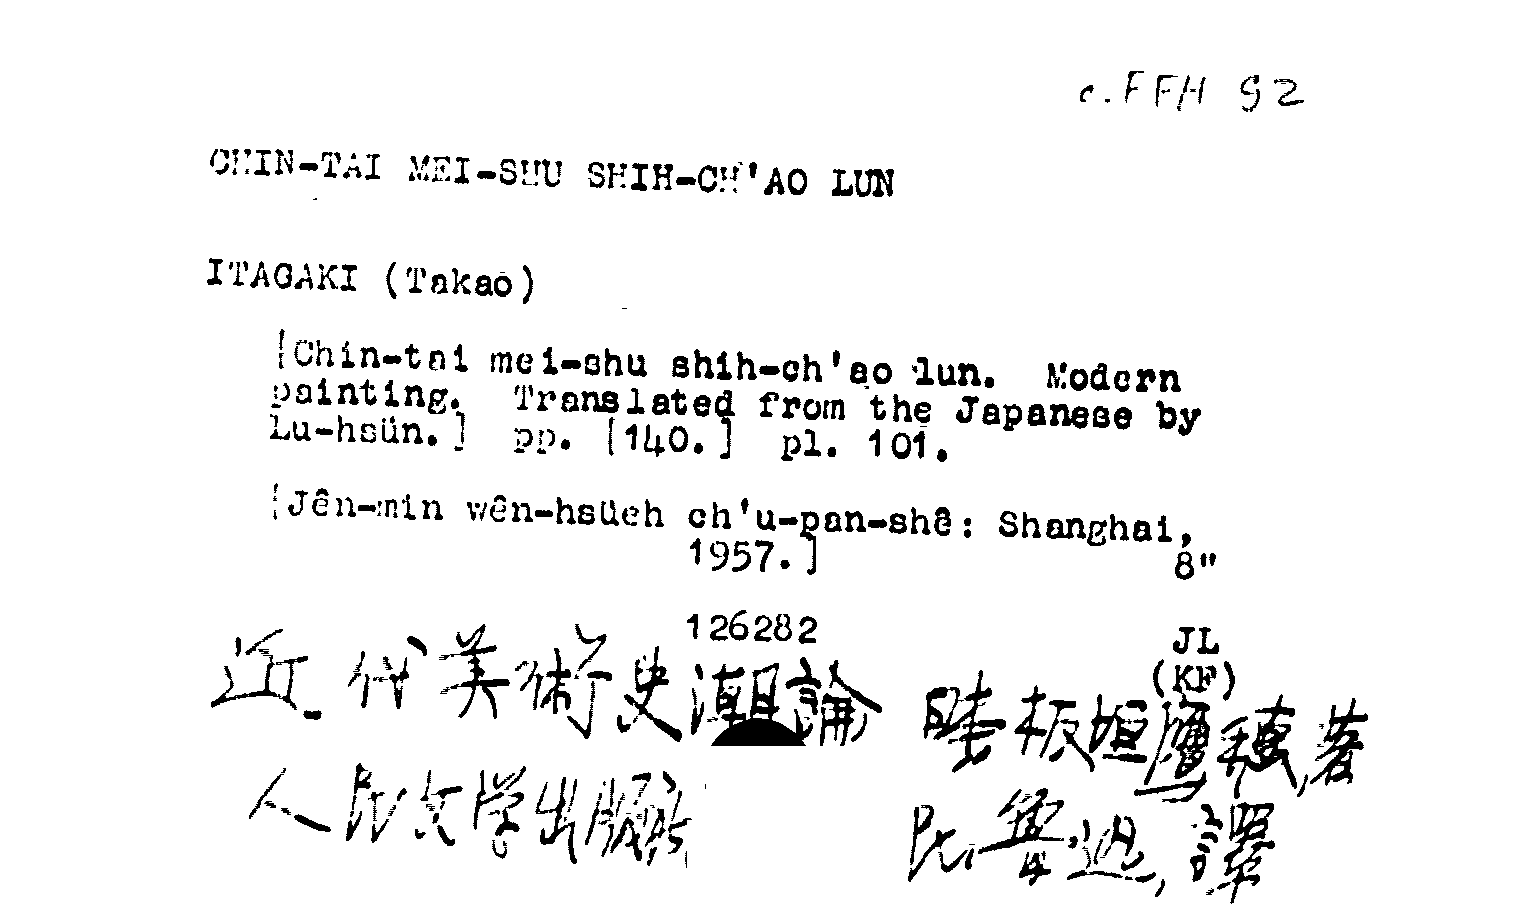 c.FFH S2
CHIN-TAI MEI-SHU SHIH-CH'AO LUN
ITAGAKI (Takao)
[Chin-tai mei-shu shih-ch'ao lun. Modern
painting. Translated from the Japanese by
Lu-hsün.] pp. [140.] pl. 101.
[Jên-min wên-hsüeh ch'u-pan-shê: Shanghai,
1957.] 8"
126282
JL
(KF)
近代美術史潮論 板垣鷹穗著
人民文学出版社 魯迅譯